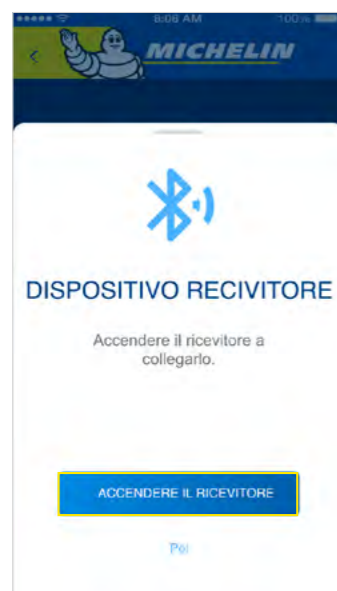 8:08 AM 100%
MICHELIN
DISPOSITIVO RECIVITORE
Accendere il ricevitore a
collegarlo.
ACCENDERE IL RICEVITORE
Poi